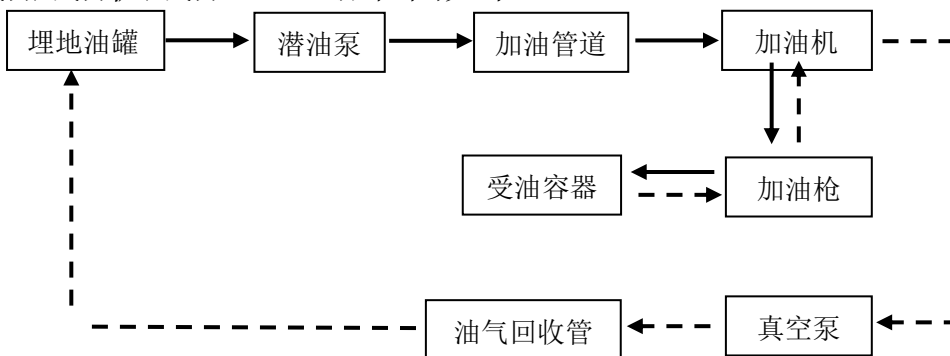 埋地油罐
潜油泵
加油管道
加油机
受油容器
加油枪
油气回收管
真空泵